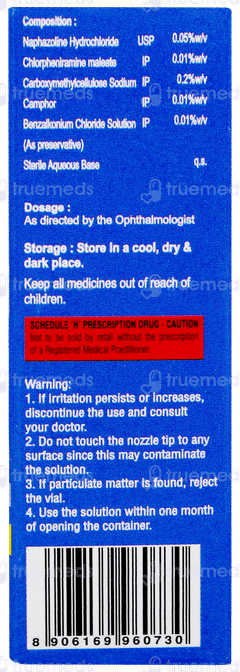 Composition :
Naphazoline Hydrochloride USP 0.05%w/v
Chlorpheniramine maleate IP 0.01%w/v
Carboxymethylcellulose Sodium IP 0.2%w/v
Camphor IP 0.01%w/v
Benzalkonium Chloride Solution IP 0.01%v/v
(As preservative)
Sterile Aqueous Base q.s.
Dosage :
As directed by the Ophthalmologist
Storage : Store in a cool, dry &
dark place.
Keep all medicines out of reach of
children.
SCHEDULE 'H' PRESCRIPTION DRUG - CAUTION
Not to be sold by retail without the prescription
of a Registered Medical Practitioner.
Warning:
1. If irritation persists or increases,
discontinue the use and consult
your doctor.
2. Do not touch the nozzle tip to any
surface since this may contaminate
the solution.
3. If particulate matter is found, reject
the vial.
4. Use the solution within one month
of opening the container.
8 906169 960730
truemeds